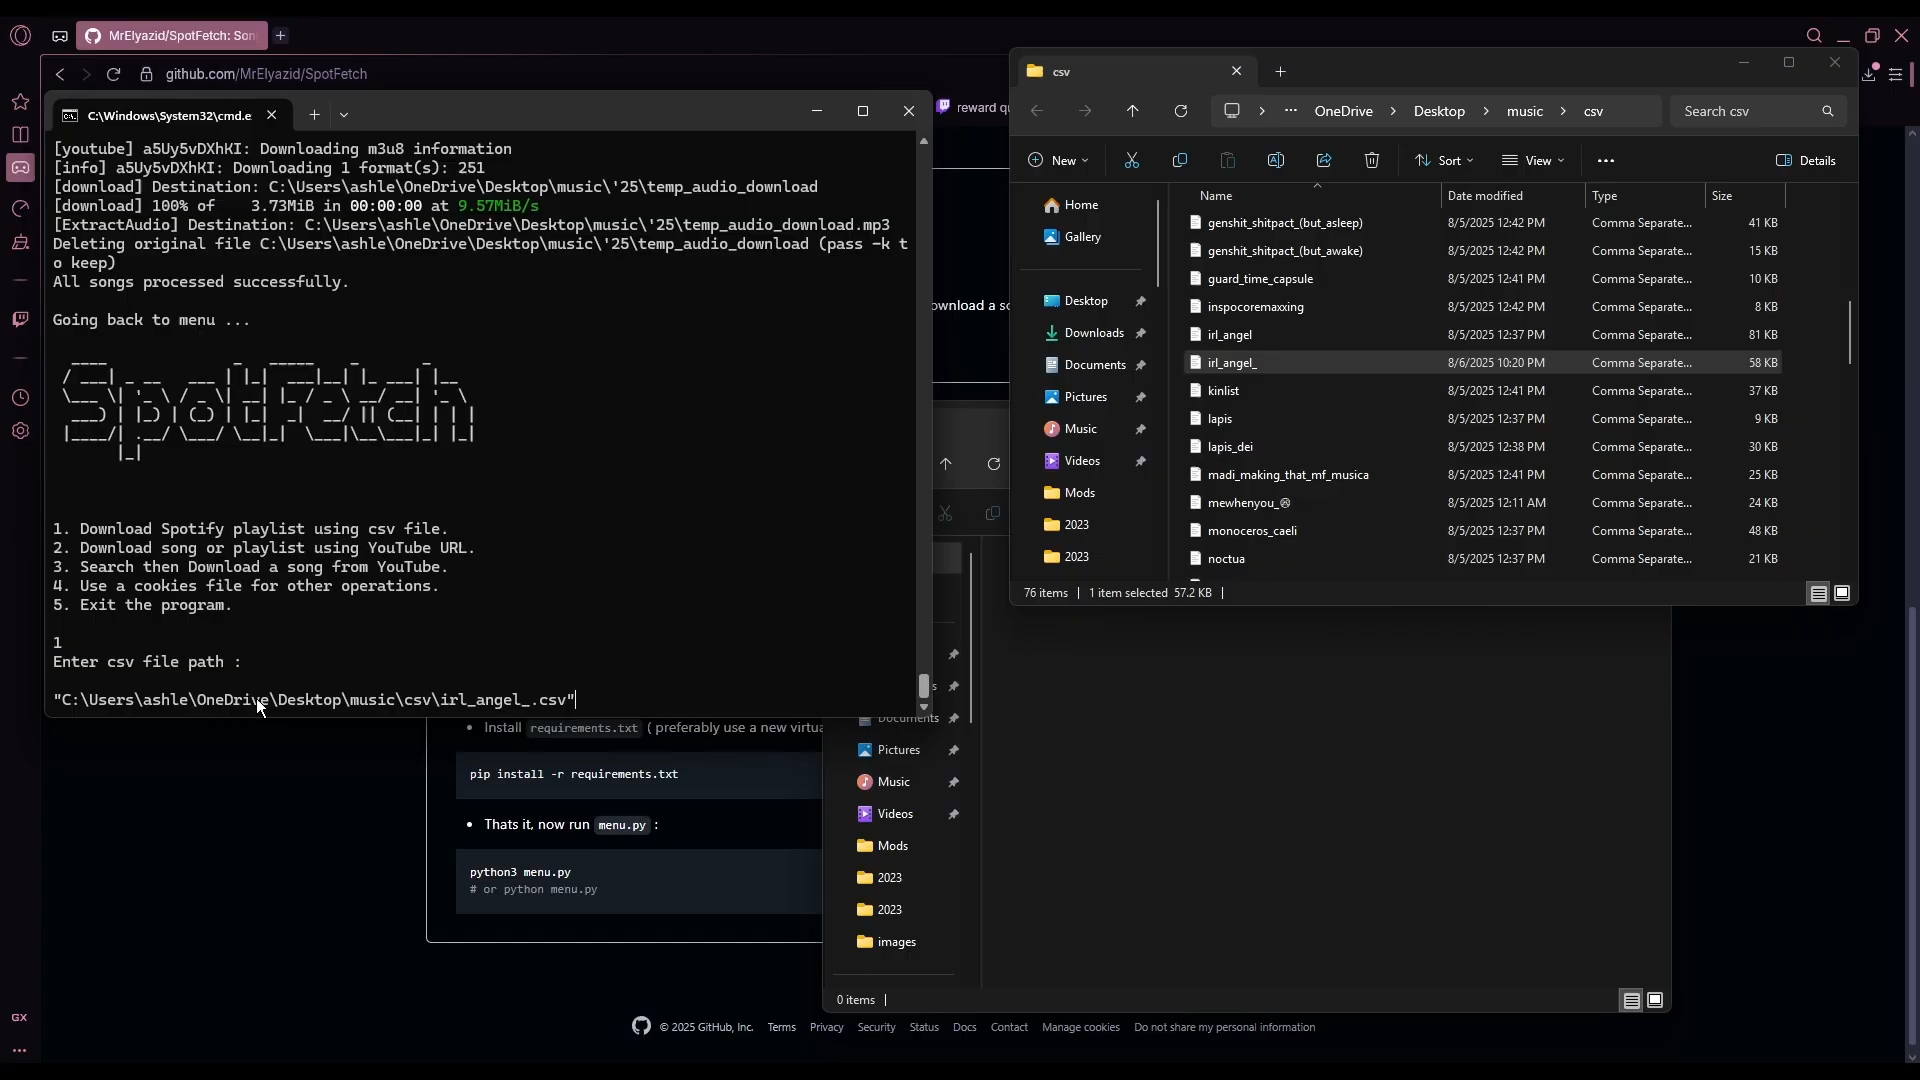 MrElyazid/SpotFetch: Son
github.com/MrElyazid/SpotFetch
reward qu
C:\Windows\System32\cmd.e
[youtube] a5Uy5vDXhKI: Downloading m3u8 information
[info] a5Uy5vDXhKI: Downloading 1 format(s): 251
[download] Destination: C:\Users\ashle\OneDrive\Desktop\music\'25\temp_audio_download
[download] 100% of    3.73MiB in 00:00:00 at 9.57MiB/s
[ExtractAudio] Destination: C:\Users\ashle\OneDrive\Desktop\music\'25\temp_audio_download.mp3
Deleting original file C:\Users\ashle\OneDrive\Desktop\music\'25\temp_audio_download (pass -k t
o keep)
All songs processed successfully.
Going back to menu ...
SpotFetch
1. Download Spotify playlist using csv file.
2. Download song or playlist using YouTube URL.
3. Search then Download a song from YouTube.
4. Use a cookies file for other operations.
5. Exit the program.
1
Enter csv file path :
"C:\Users\ashle\OneDrive\Desktop\music\csv\irl_angel_.csv"
ownload a so
csv
OneDrive > Desktop > music > csv
Search csv
New
Sort
View
Details
Home
Gallery
Desktop
Downloads
Documents
Pictures
Music
Videos
Mods
2023
2023
Name Date modified Type Size
genshit_shitpact_(but_asleep) 8/5/2025 12:42 PM Comma Separate... 41 KB
genshit_shitpact_(but_awake) 8/5/2025 12:42 PM Comma Separate... 15 KB
guard_time_capsule 8/5/2025 12:41 PM Comma Separate... 10 KB
inspocoremaxxing 8/5/2025 12:42 PM Comma Separate... 8 KB
irl_angel 8/5/2025 12:37 PM Comma Separate... 81 KB
irl_angel_ 8/6/2025 10:20 PM Comma Separate... 58 KB
kinlist 8/5/2025 12:41 PM Comma Separate... 37 KB
lapis 8/5/2025 12:37 PM Comma Separate... 9 KB
lapis_dei 8/5/2025 12:38 PM Comma Separate... 30 KB
madi_making_that_mf_musica 8/5/2025 12:41 PM Comma Separate... 25 KB
mewhenyou_😢 8/5/2025 12:11 AM Comma Separate... 24 KB
monoceros_caeli 8/5/2025 12:37 PM Comma Separate... 48 KB
noctua 8/5/2025 12:37 PM Comma Separate... 21 KB
76 items | 1 item selected 57.2 KB |
s
Documents
Pictures
Music
Videos
Mods
2023
2023
images
0 items |
• Install requirements.txt ( preferably use a new virtua
pip install -r requirements.txt
• Thats it, now run menu.py :
python3 menu.py
# or python menu.py
GX
© 2025 GitHub, Inc. Terms Privacy Security Status Docs Contact Manage cookies Do not share my personal information